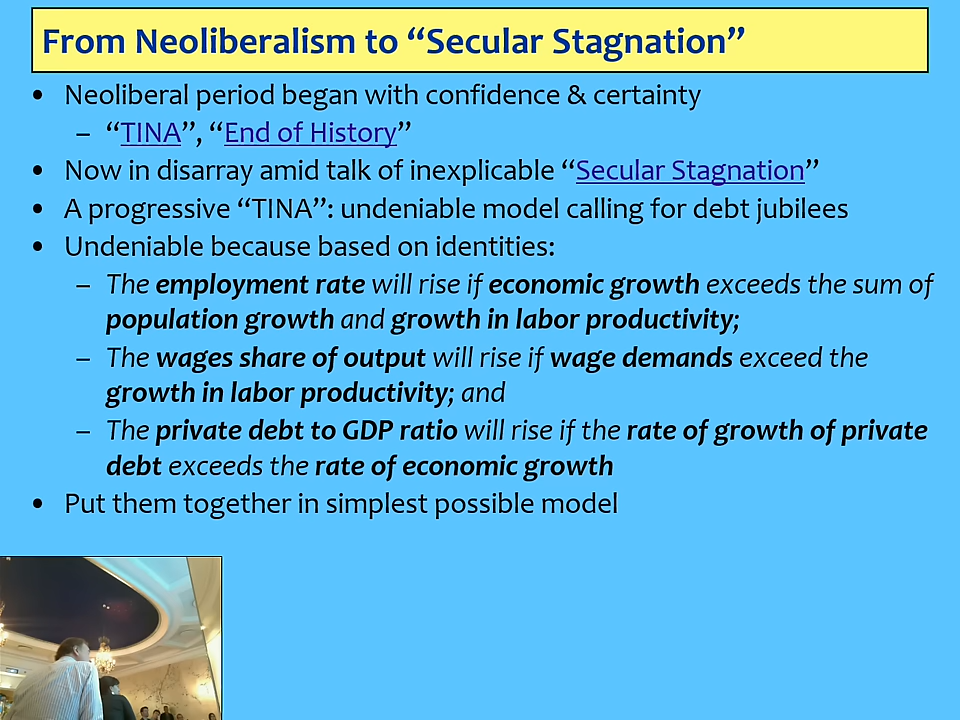 From Neoliberalism to “Secular Stagnation”
• Neoliberal period began with confidence & certainty
– “TINA”, “End of History”
• Now in disarray amid talk of inexplicable “Secular Stagnation”
• A progressive “TINA”: undeniable model calling for debt jubilees
• Undeniable because based on identities:
– The employment rate will rise if economic growth exceeds the sum of
population growth and growth in labor productivity;
– The wages share of output will rise if wage demands exceed the
growth in labor productivity; and
– The private debt to GDP ratio will rise if the rate of growth of private
debt exceeds the rate of economic growth
• Put them together in simplest possible model